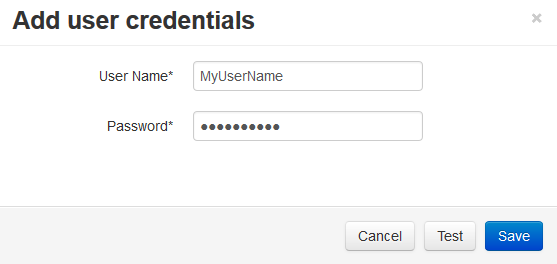 Add user credentials ×
User Name* MyUserName
Password* ••••••••••
Cancel Test Save